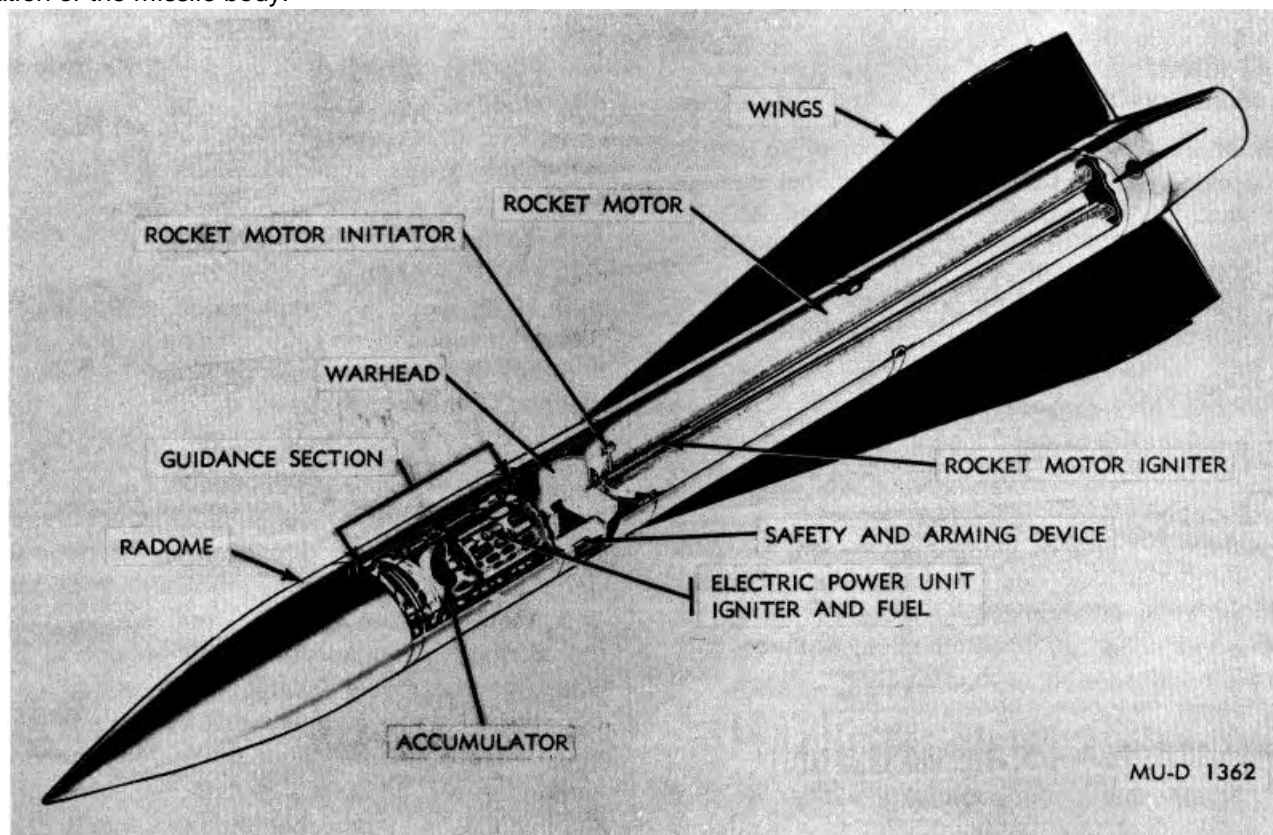 WINGS
ROCKET MOTOR
ROCKET MOTOR INITIATOR
WARHEAD
GUIDANCE SECTION
ROCKET MOTOR IGNITER
RADOME
SAFETY AND ARMING DEVICE
ELECTRIC POWER UNIT
IGNITER AND FUEL
ACCUMULATOR
MU-D 1362